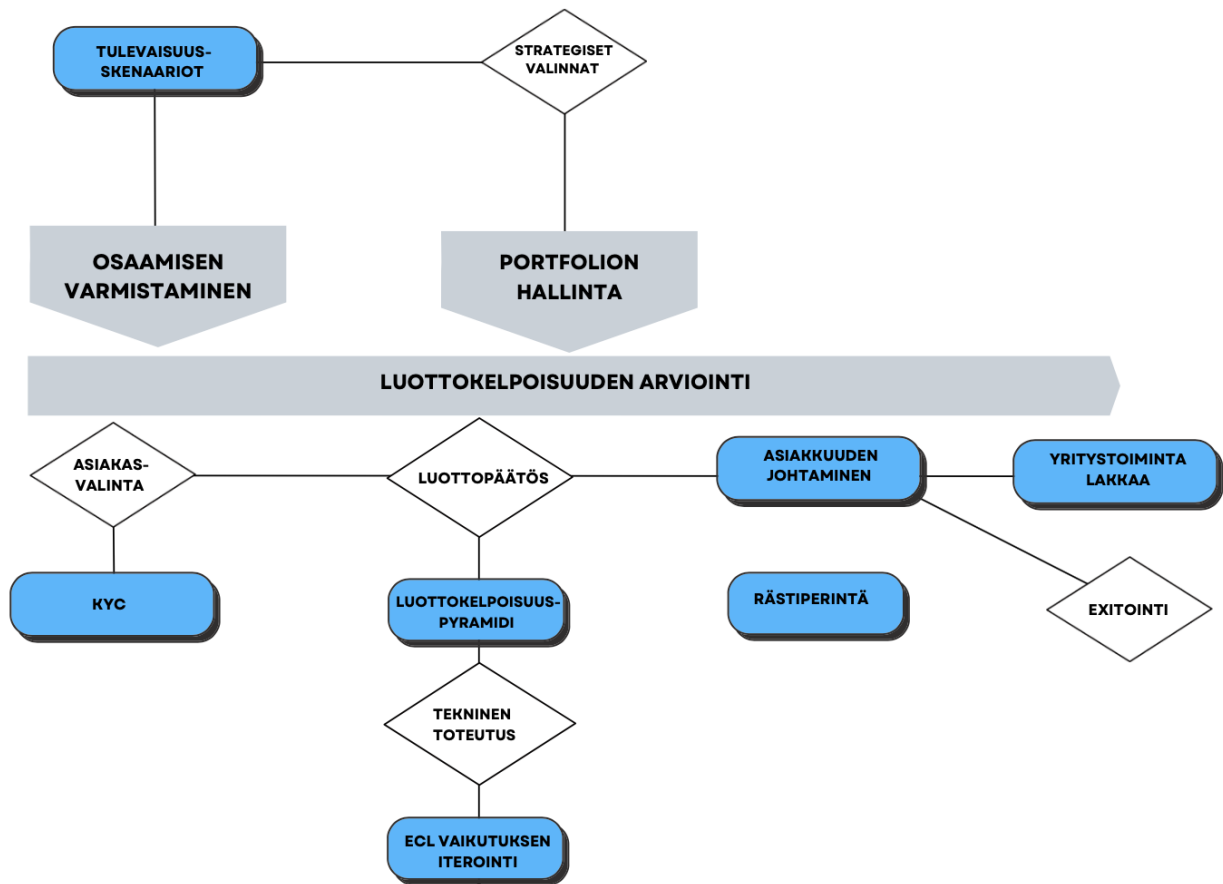 TULEVAISUUS-
SKENAARIOT
STRATEGISET
VALINNAT
OSAAMISEN
VARMISTAMINEN
PORTFOLION
HALLINTA
LUOTTOKELPOISUUDEN ARVIOINTI
ASIAKAS-
VALINTA
LUOTTOPÄÄTÖS
ASIAKKUUDEN
JOHTAMINEN
YRITYSTOIMINTA
LAKKAA
KYC
LUOTTOKELPOISUUS-
PYRAMIDI
RÄSTIPERINTÄ
EXITOINTI
TEKNINEN
TOTEUTUS
ECL VAIKUTUKSEN
ITEROINTI